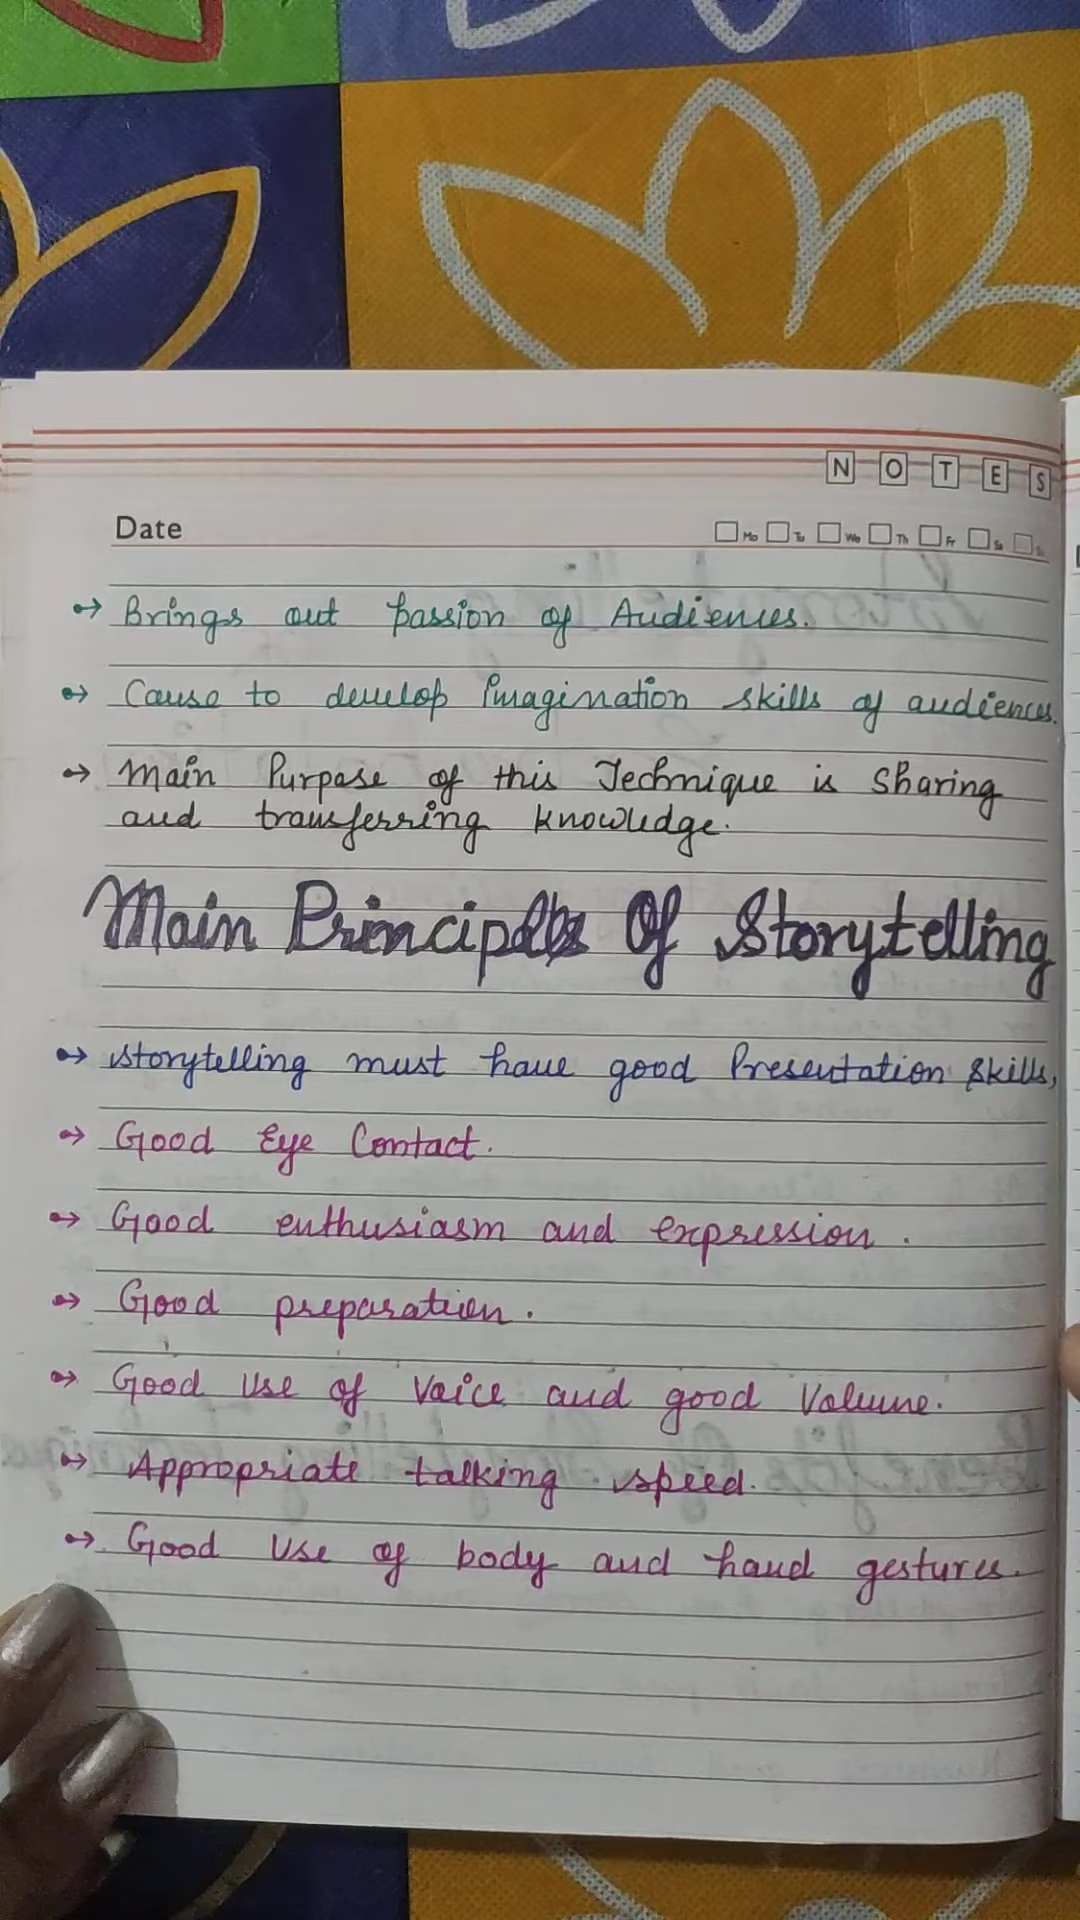 N O T E S
Date Mo Tu We Th Fr Sa Su
→ Brings out passion of Audiences.
→ Cause to develop Imagination skills of audiences.
→ Main Purpose of this Technique is Sharing
and transferring knowledge.
Main Principles Of Storytelling
→ Storytelling must have good Presentation Skills,
→ Good Eye Contact.
→ Good enthusiasm and expression.
→ Good preparation.
→ Good Use of Voice and good Volume.
→ Appropriate talking speed.
→ Good Use of body and hand gestures.